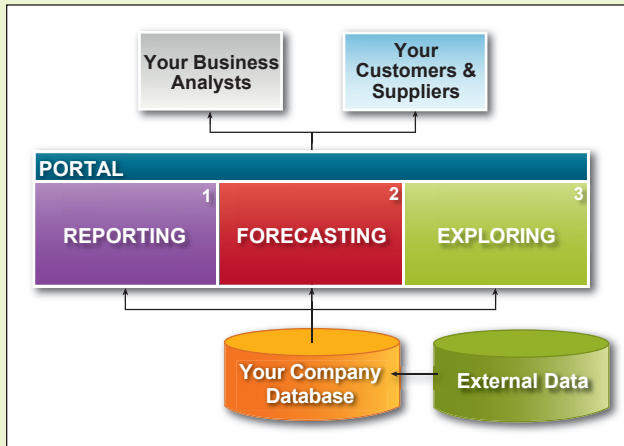 Your Business
Analysts
Your
Customers &
Suppliers
PORTAL
1
REPORTING
2
FORECASTING
3
EXPLORING
Your Company
Database
External Data